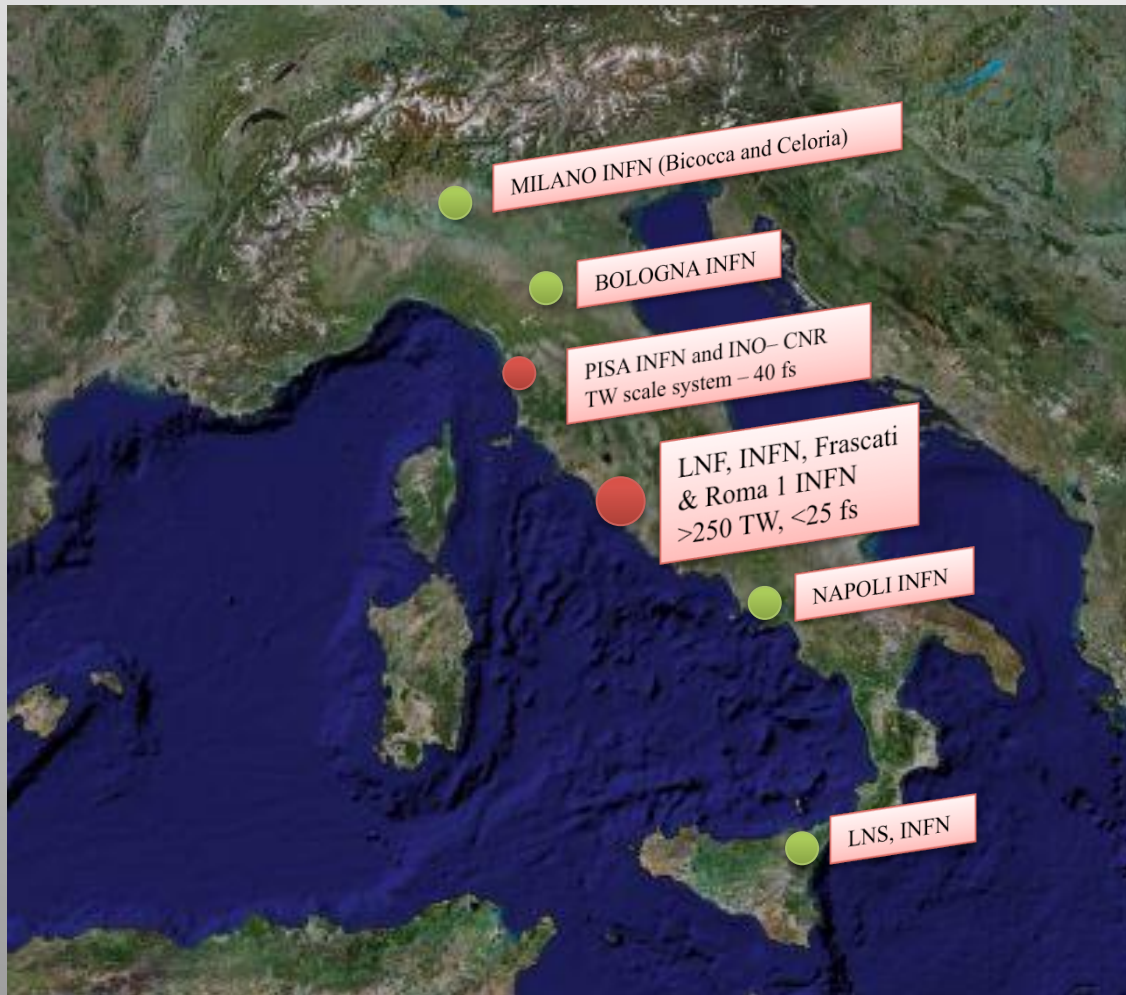 MILANO INFN (Bicocca and Celoria)
BOLOGNA INFN
PISA INFN and INO– CNR
TW scale system – 40 fs
LNF, INFN, Frascati
& Roma 1 INFN
>250 TW, <25 fs
NAPOLI INFN
LNS, INFN